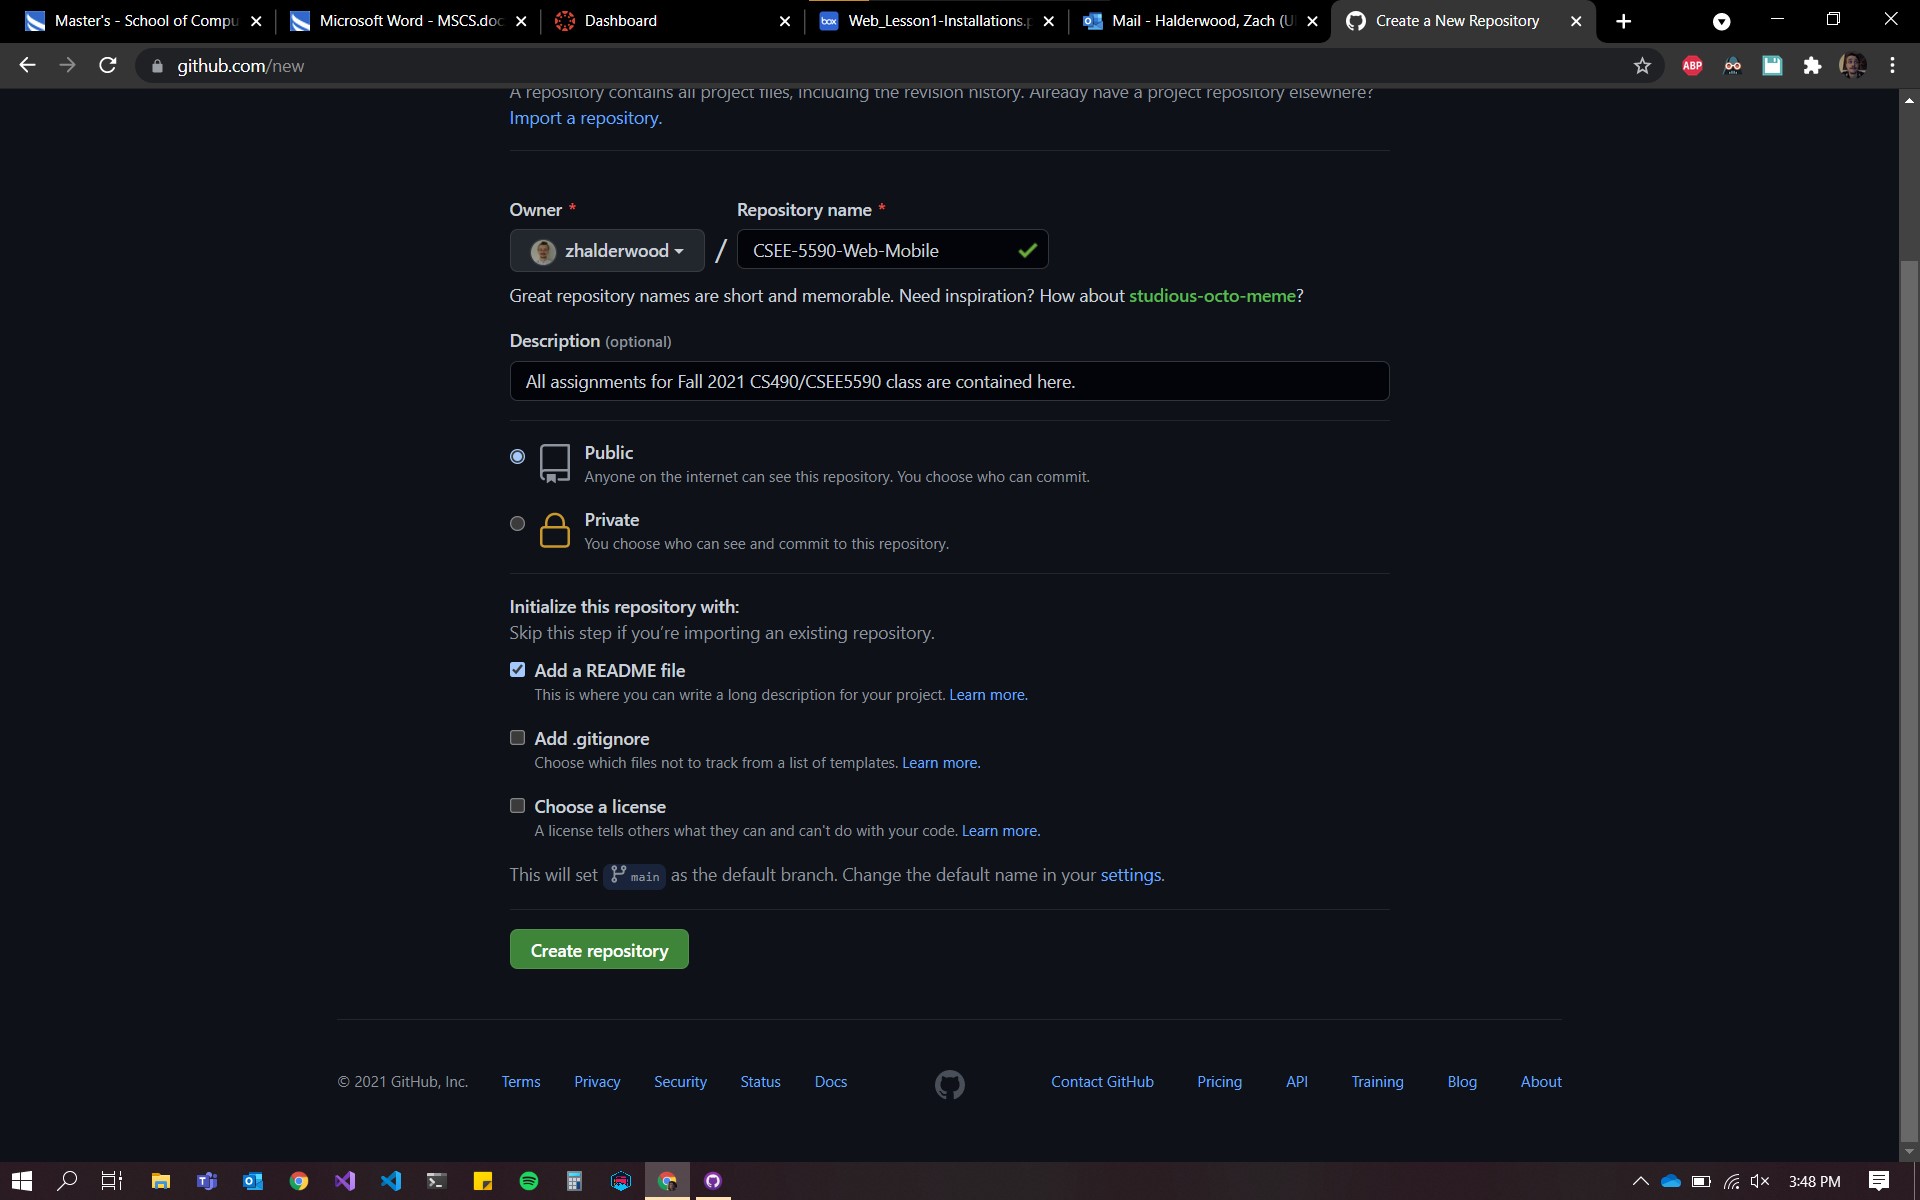 Master's - School of Compu
Microsoft Word - MSCS.doc
Dashboard
box
Web_Lesson1-Installations.p
Mail - Halderwood, Zach (U
Create a New Repository
github.com/new
ABP
A repository contains all project files, including the revision history. Already have a project repository elsewhere?
Import a repository.
Owner *
Repository name *
zhalderwood
/
CSEE-5590-Web-Mobile
Great repository names are short and memorable. Need inspiration? How about studious-octo-meme?
Description (optional)
All assignments for Fall 2021 CS490/CSEE5590 class are contained here.
Public
Anyone on the internet can see this repository. You choose who can commit.
Private
You choose who can see and commit to this repository.
Initialize this repository with:
Skip this step if you’re importing an existing repository.
Add a README file
This is where you can write a long description for your project. Learn more.
Add .gitignore
Choose which files not to track from a list of templates. Learn more.
Choose a license
A license tells others what they can and can't do with your code. Learn more.
This will set main as the default branch. Change the default name in your settings.
Create repository
© 2021 GitHub, Inc.
Terms
Privacy
Security
Status
Docs
Contact GitHub
Pricing
API
Training
Blog
About
3:48 PM